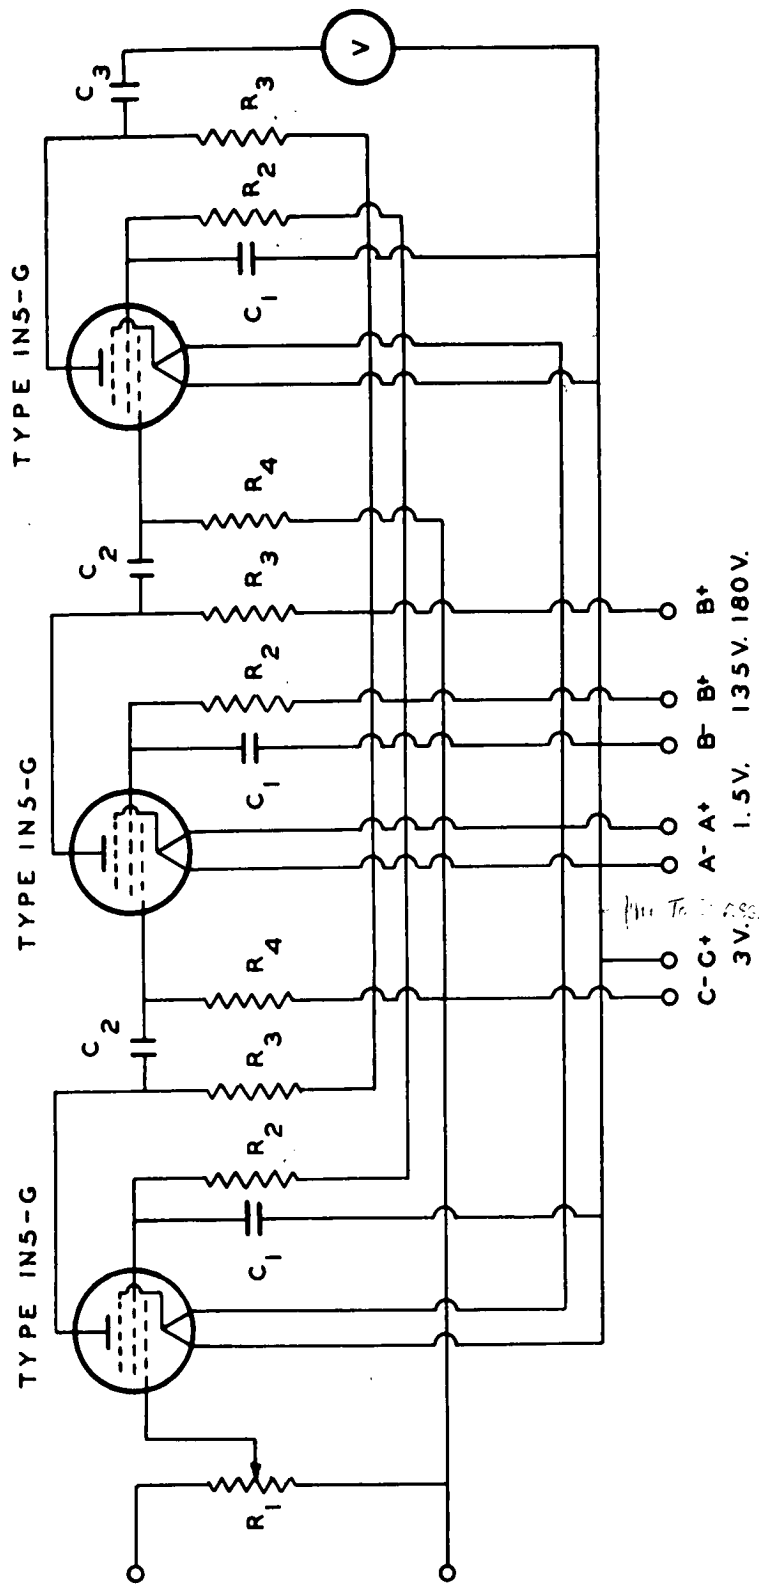 TYPE 1N5-G TYPE 1N5-G TYPE 1N5-G
C2 C2 C3
R1 C1 R2 R3 R4 C1 R2 R3 R4 C1 R2 R3
V
C- C+ A- A+ B- B+ B+
3V. 1.5V. 135V. 180V.